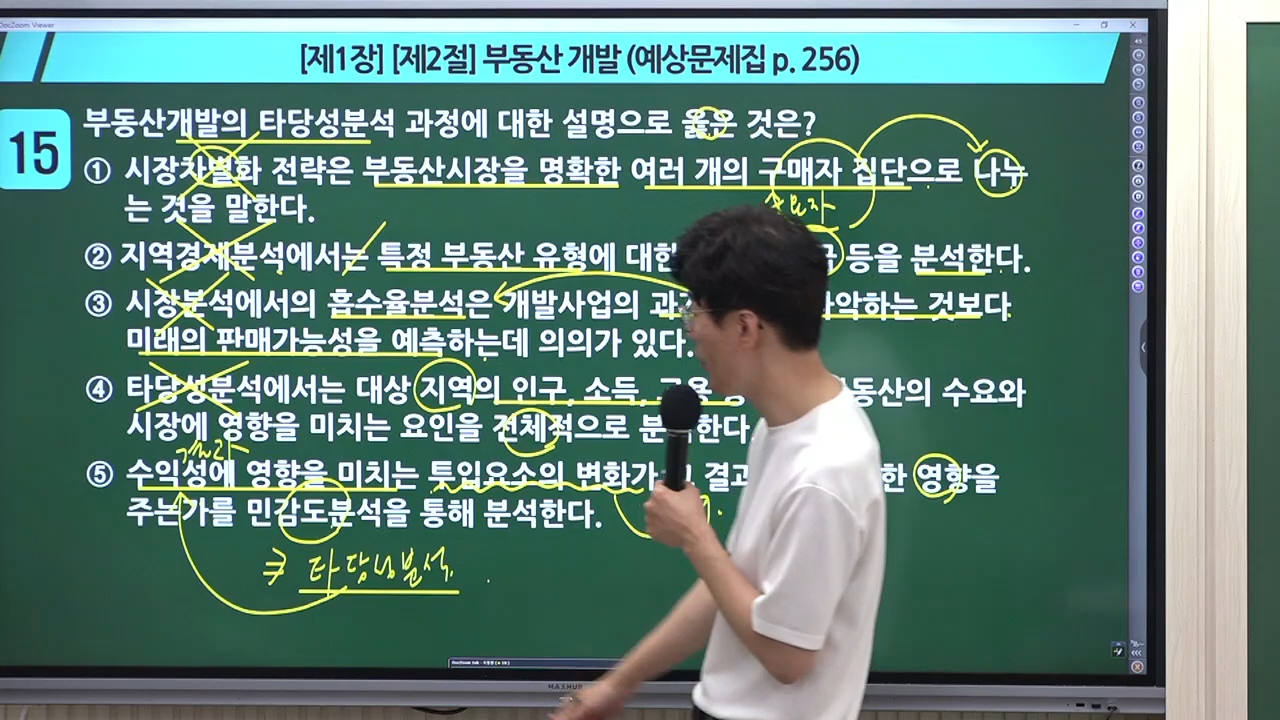 DocZoom Viewer
[제1장] [제2절] 부동산 개발 (예상문제집 p. 256)
15
부동산개발의 타당성분석 과정에 대한 설명으로 옳은 것은?
① 시장차별화 전략은 부동산시장을 명확한 여러 개의 구매자 집단으로 나누
수요자
는 것을 말한다.
② 지역경제분석에서는 특정 부동산 유형에 대한 등을 분석한다.
③ 시장분석에서의 흡수율분석은 개발사업의 하는 것보다
미래의 판매가능성을 예측하는데 의의가 있다.
④ 타당성분석에서는 대상 지역의 인구, 소득, 고용 부동산의 수요와
시장에 영향을 미치는 요인을 전체적으로 분석한다.
⑤ 수익성에 영향을 미치는 투입요소의 변화가 그 결과 한 영향을
주는가를 민감도분석을 통해 분석한다.
타당성분석.
MAXHUB